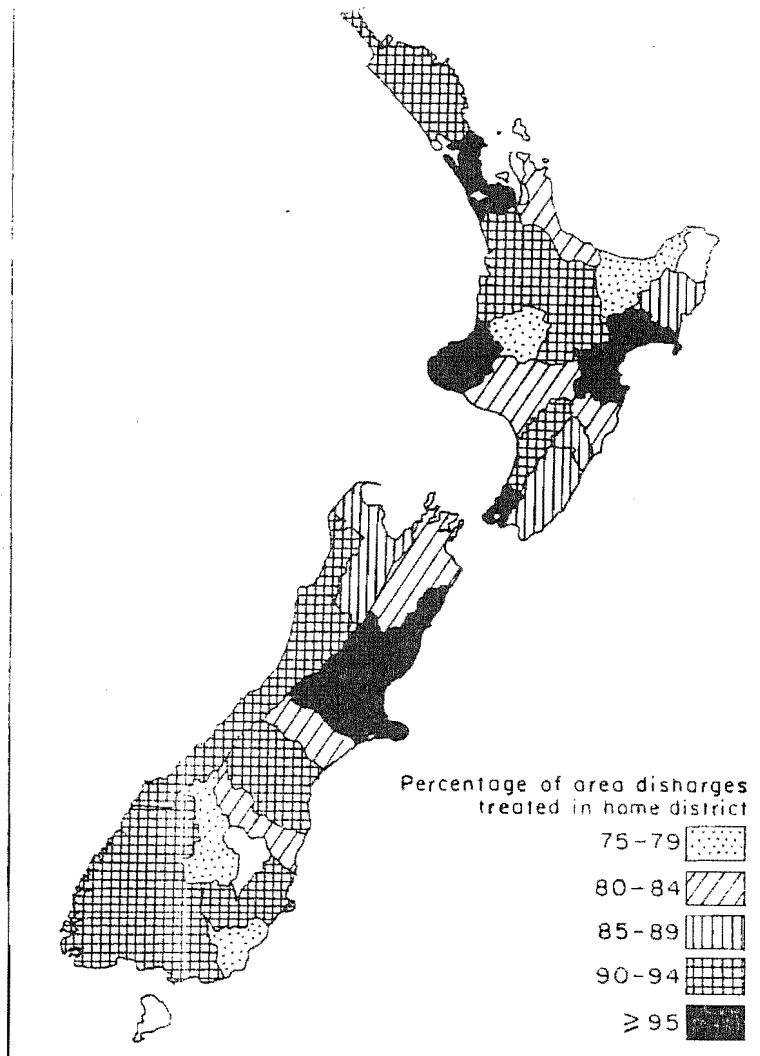 Percentage of area disharges
treated in home district
75-79
80-84
85-89
90-94
≥95